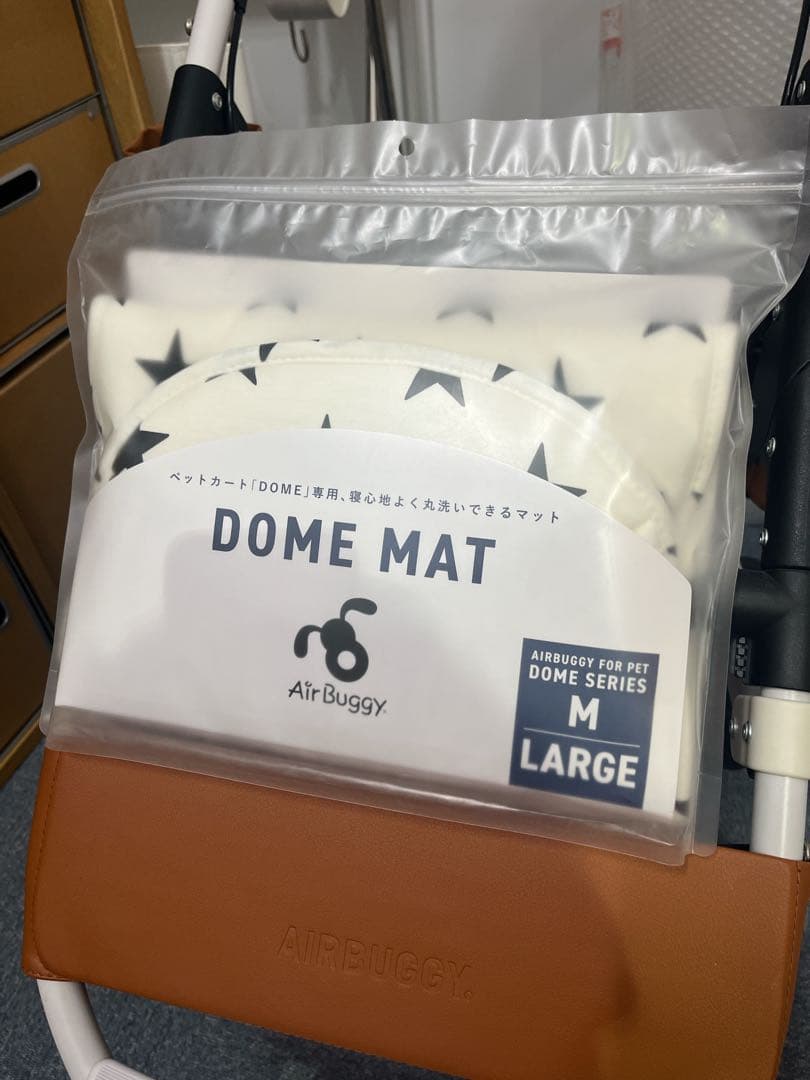 ペットカート「DOME」専用、寝心地よく丸洗いできるマット
DOME MAT
AirBuggy.
AIRBUGGY FOR PET
DOME SERIES
M
LARGE
AIRBUGGY.